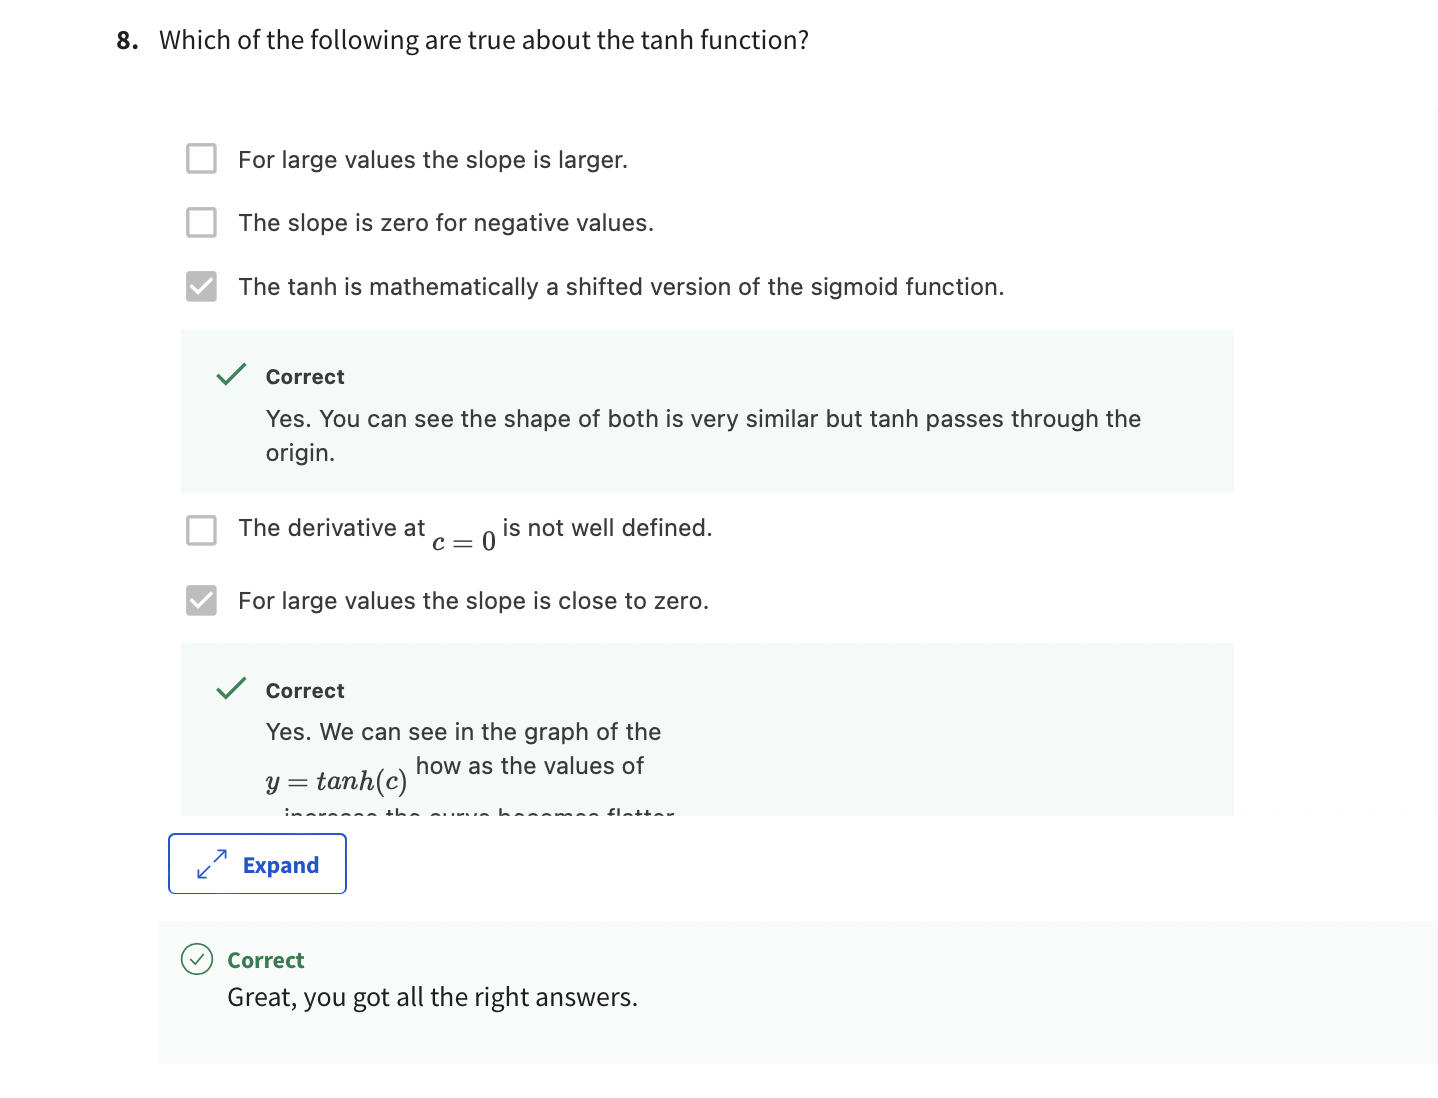 8. Which of the following are true about the tanh function?
For large values the slope is larger.
The slope is zero for negative values.
The tanh is mathematically a shifted version of the sigmoid function.
Correct
Yes. You can see the shape of both is very similar but tanh passes through the
origin.
The derivative at c = 0 is not well defined.
For large values the slope is close to zero.
Correct
Yes. We can see in the graph of the
y = tanh(c) how as the values of
increase the curve becomes flatter
Expand
Correct
Great, you got all the right answers.